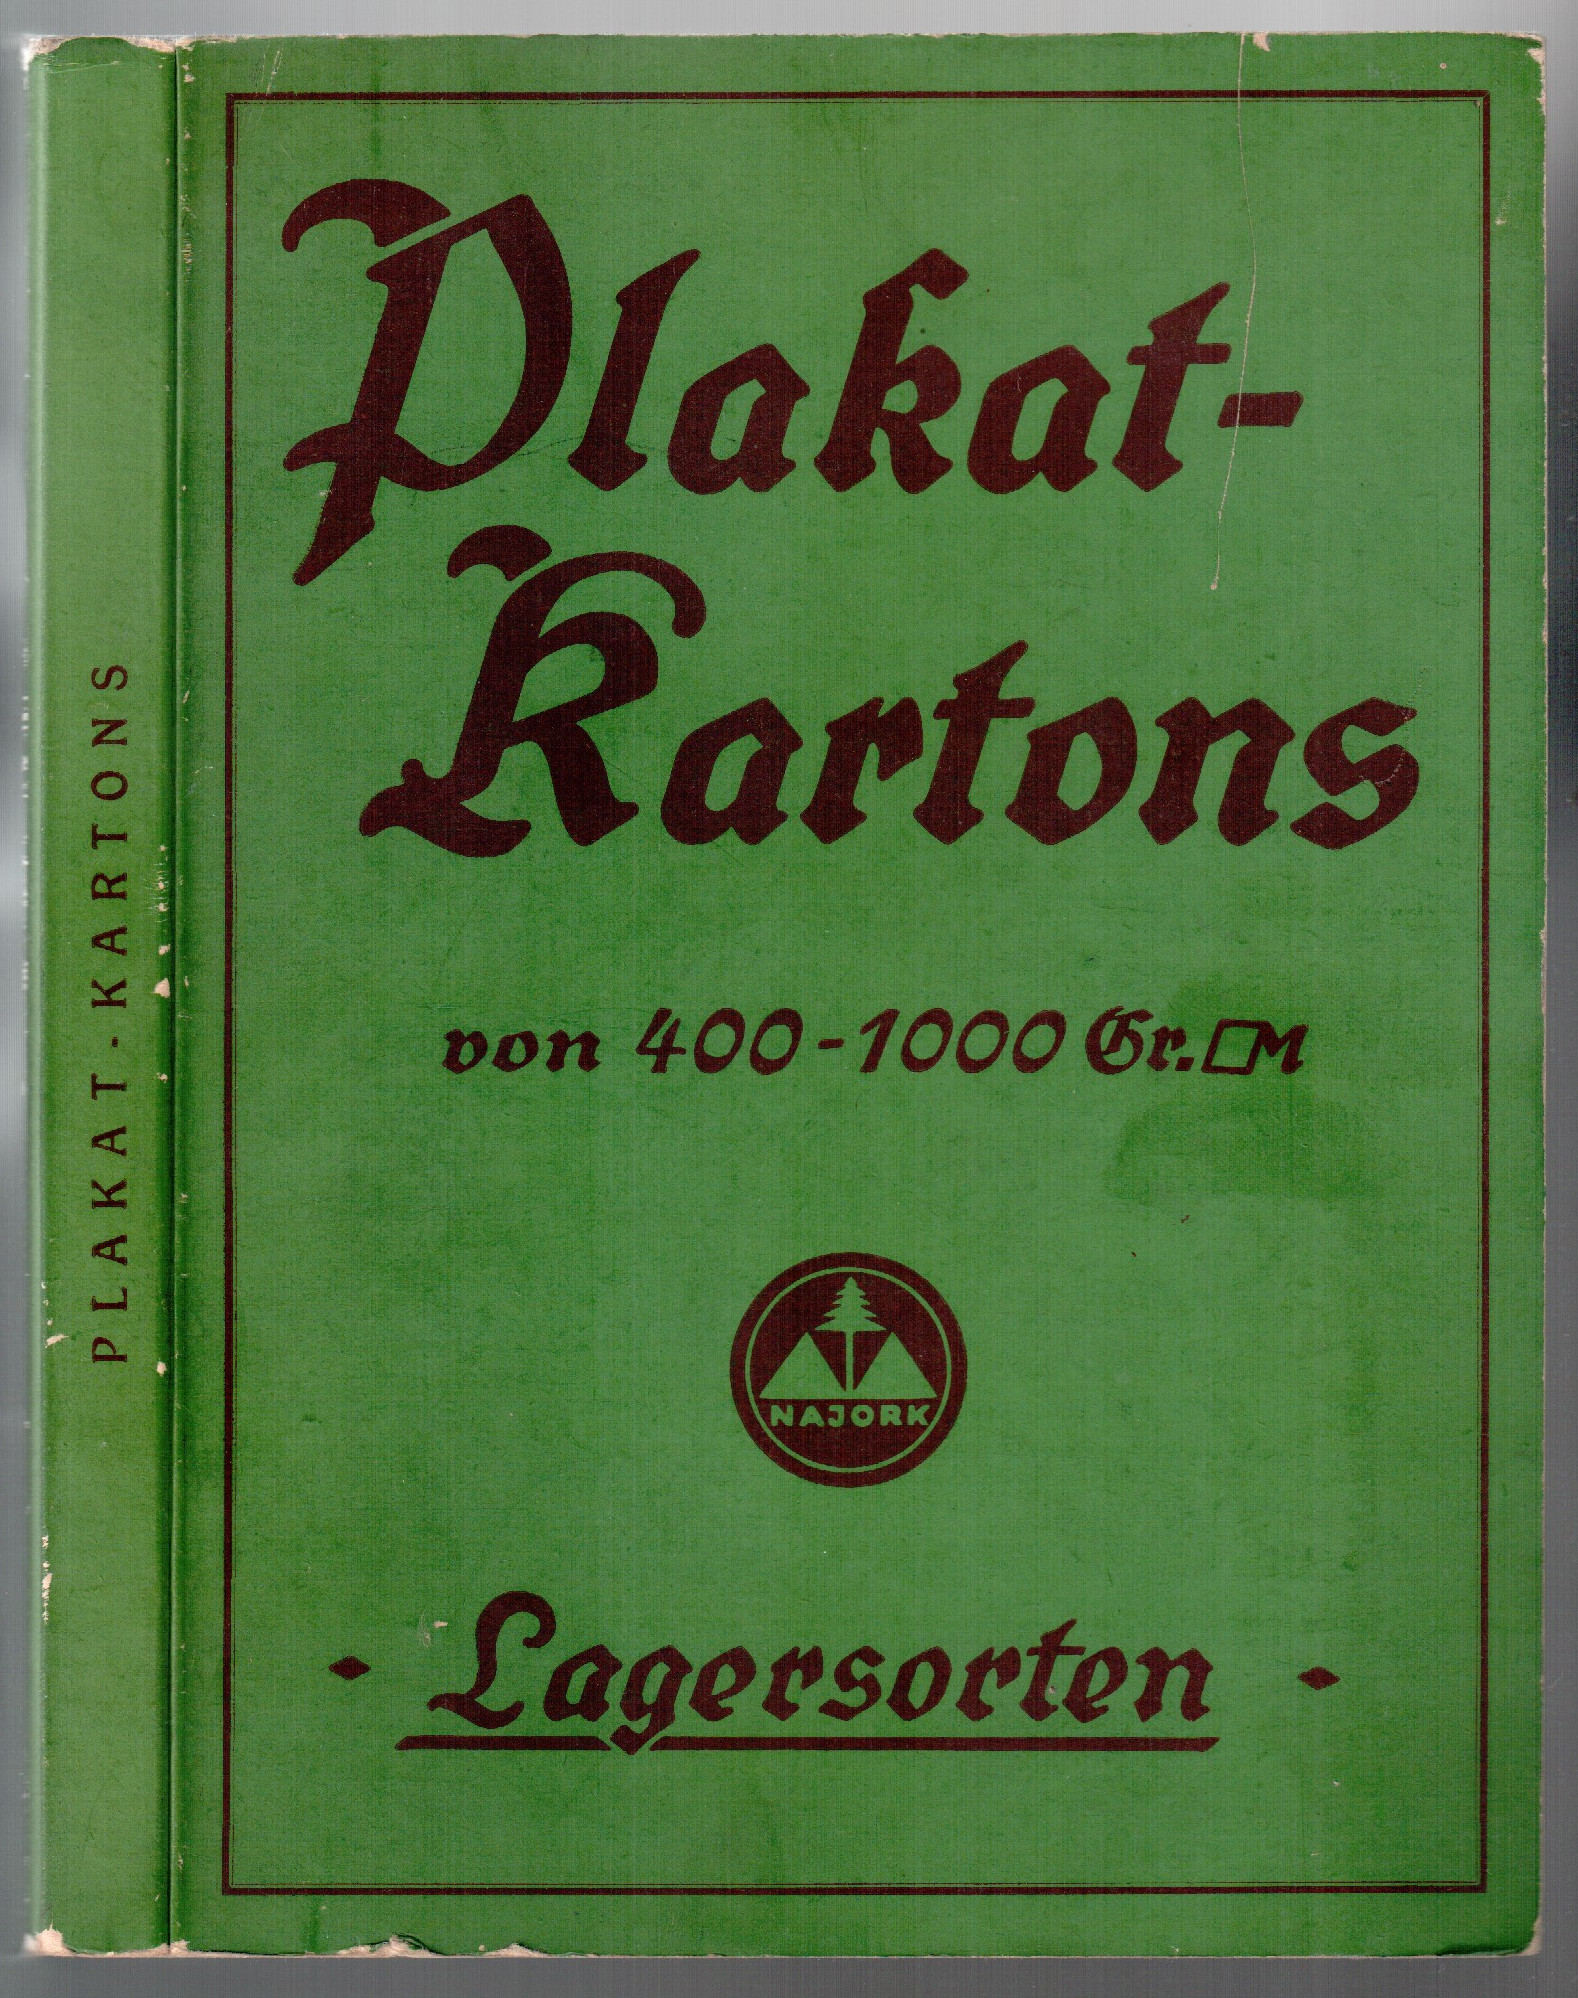 PLAKAT-KARTONS
Plakat-
Kartons
von 400-1000 Gr.□M
NAJORK
Lagersorten